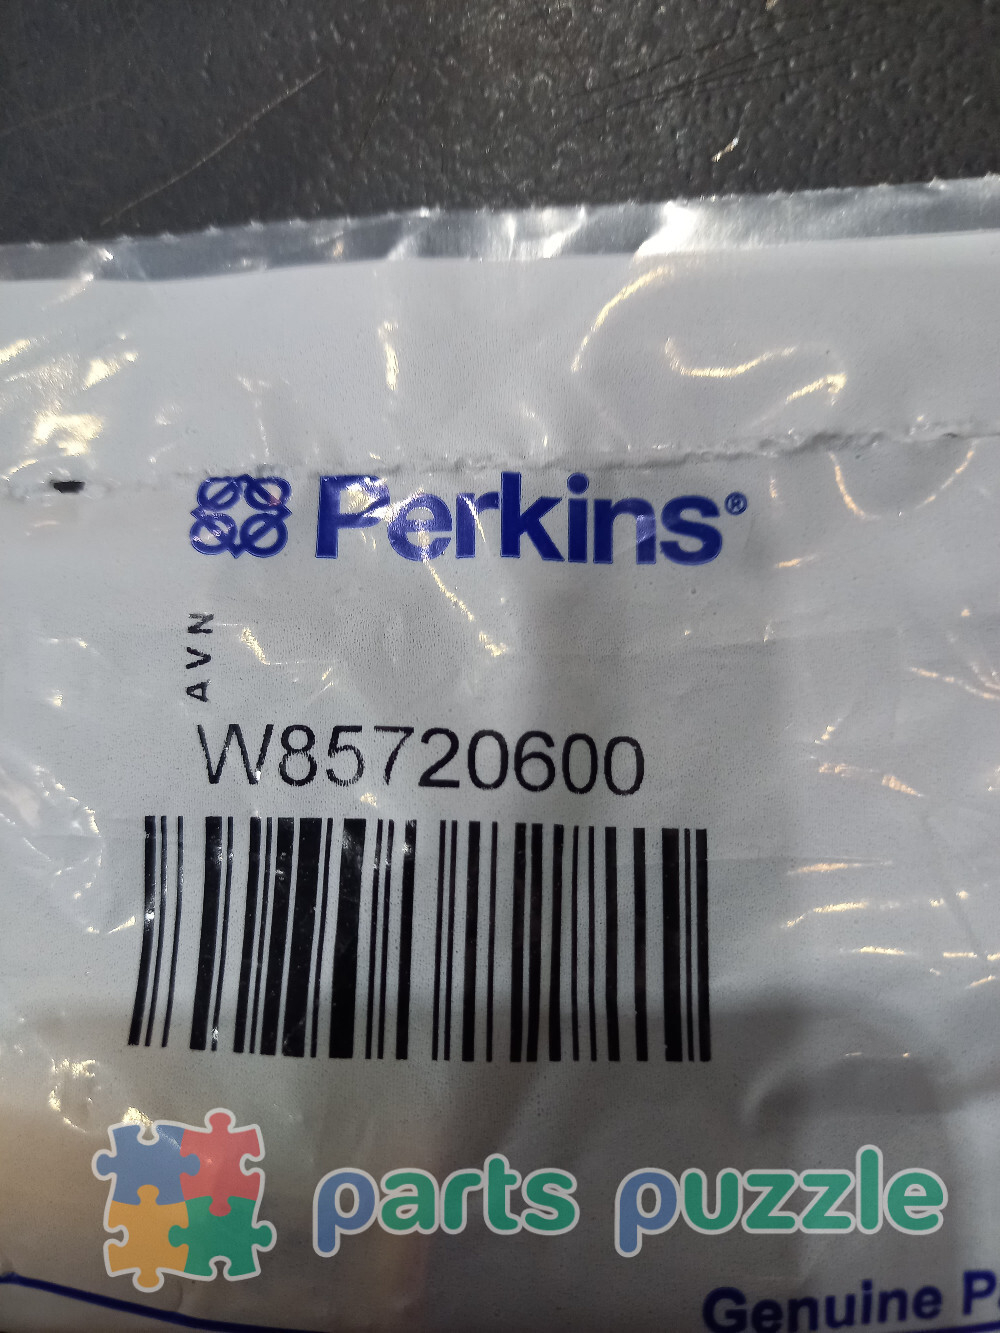 Perkins®
AVN
W85720600
parts puzzle
Genuine